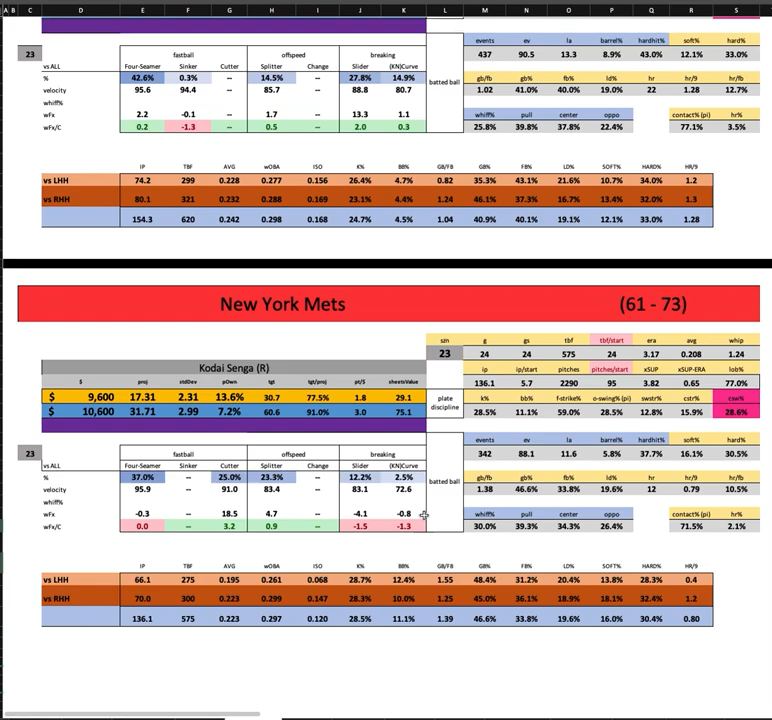 A B C D E F G H I J K L M N O P Q R S
events ev la barrel% hardhit% soft% hard%
23 fastball offspeed breaking 437 90.5 13.3 8.9% 43.0% 12.1% 33.0%
vs ALL Four-Seamer Sinker Cutter Splitter Change Slider (KN)Curve
% 42.6% 0.3% -- 14.5% -- 27.8% 14.9% batted ball gb/fb gb% fb% ld% hr hr/9 hr/fb
velocity 95.6 94.4 -- 85.7 -- 88.8 80.7 1.02 41.0% 40.0% 19.0% 22 1.28 12.7%
whiff%
wFx 2.2 -0.1 -- 1.7 -- 13.3 1.1 whiff% pull center oppo contact% (pi) hr%
wFx/C 0.2 -1.3 -- 0.5 -- 2.0 0.3 25.8% 39.8% 37.8% 22.4% 77.1% 3.5%
IP TBF AVG wOBA ISO K% BB% GB/FB GB% FB% LD% SOFT% HARD% HR/9
vs LHH 74.2 299 0.228 0.277 0.156 26.4% 4.7% 0.82 35.3% 43.1% 21.6% 10.7% 34.0% 1.2
vs RHH 80.1 321 0.232 0.288 0.169 23.1% 4.4% 1.24 46.1% 37.3% 16.7% 13.4% 32.0% 1.3
154.3 620 0.242 0.298 0.168 24.7% 4.5% 1.04 40.9% 40.1% 19.1% 12.1% 33.0% 1.28
New York Mets (61 - 73)
szn g gs tbf tbf/start era avg whip
23 24 24 575 24 3.17 0.208 1.24
Kodai Senga (R) ip ip/start pitches pitches/start xSUP xSUP-ERA lob%
$ proj stdDev pOwn tgt tgt/proj pt/$ sheetsValue 136.1 5.7 2290 95 3.82 0.65 77.0%
$ 9,600 17.31 2.31 13.6% 30.7 77.5% 1.8 29.1 plate discipline k% bb% f-strike% o-swing% (pi) swstr% cstr% csw%
$ 10,600 31.71 2.99 7.2% 60.6 91.0% 3.0 75.1 28.5% 11.1% 59.0% 28.5% 12.8% 15.9% 28.6%
events ev la barrel% hardhit% soft% hard%
23 fastball offspeed breaking 342 88.1 11.6 5.8% 37.7% 16.1% 30.5%
vs ALL Four-Seamer Sinker Cutter Splitter Change Slider (KN)Curve
% 37.0% -- 25.0% 23.3% -- 12.2% 2.5% batted ball gb/fb gb% fb% ld% hr hr/9 hr/fb
velocity 95.9 -- 91.0 83.4 -- 83.1 72.6 1.38 46.6% 33.8% 19.6% 12 0.79 10.5%
whiff%
wFx -0.3 -- 18.5 4.7 -- -4.1 -0.8 whiff% pull center oppo contact% (pi) hr%
wFx/C 0.0 -- 3.2 0.9 -- -1.5 -1.3 30.0% 39.3% 34.3% 26.4% 71.5% 2.1%
IP TBF AVG wOBA ISO K% BB% GB/FB GB% FB% LD% SOFT% HARD% HR/9
vs LHH 66.1 275 0.195 0.261 0.068 28.7% 12.4% 1.55 48.4% 31.2% 20.4% 13.8% 28.3% 0.4
vs RHH 70.0 300 0.223 0.299 0.147 28.3% 10.0% 1.25 45.0% 36.1% 18.9% 18.1% 32.4% 1.2
136.1 575 0.223 0.297 0.120 28.5% 11.1% 1.39 46.6% 33.8% 19.6% 16.0% 30.4% 0.80